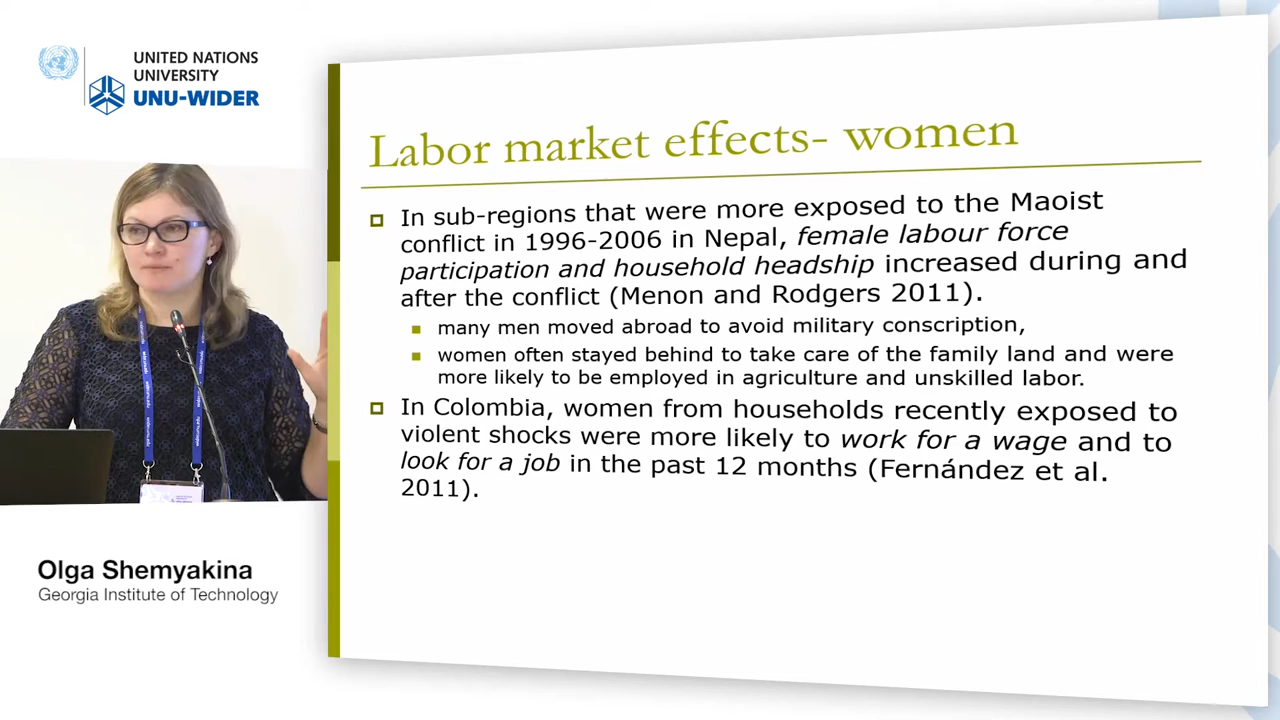 UNITED NATIONS
UNIVERSITY
UNU-WIDER
Labor market effects- women
In sub-regions that were more exposed to the Maoist
conflict in 1996-2006 in Nepal, female labour force
participation and household headship increased during and
after the conflict (Menon and Rodgers 2011).
many men moved abroad to avoid military conscription,
women often stayed behind to take care of the family land and were
more likely to be employed in agriculture and unskilled labor.
In Colombia, women from households recently exposed to
violent shocks were more likely to work for a wage and to
look for a job in the past 12 months (Fernández et al.
2011).
Olga Shemyakina
Georgia Institute of Technology